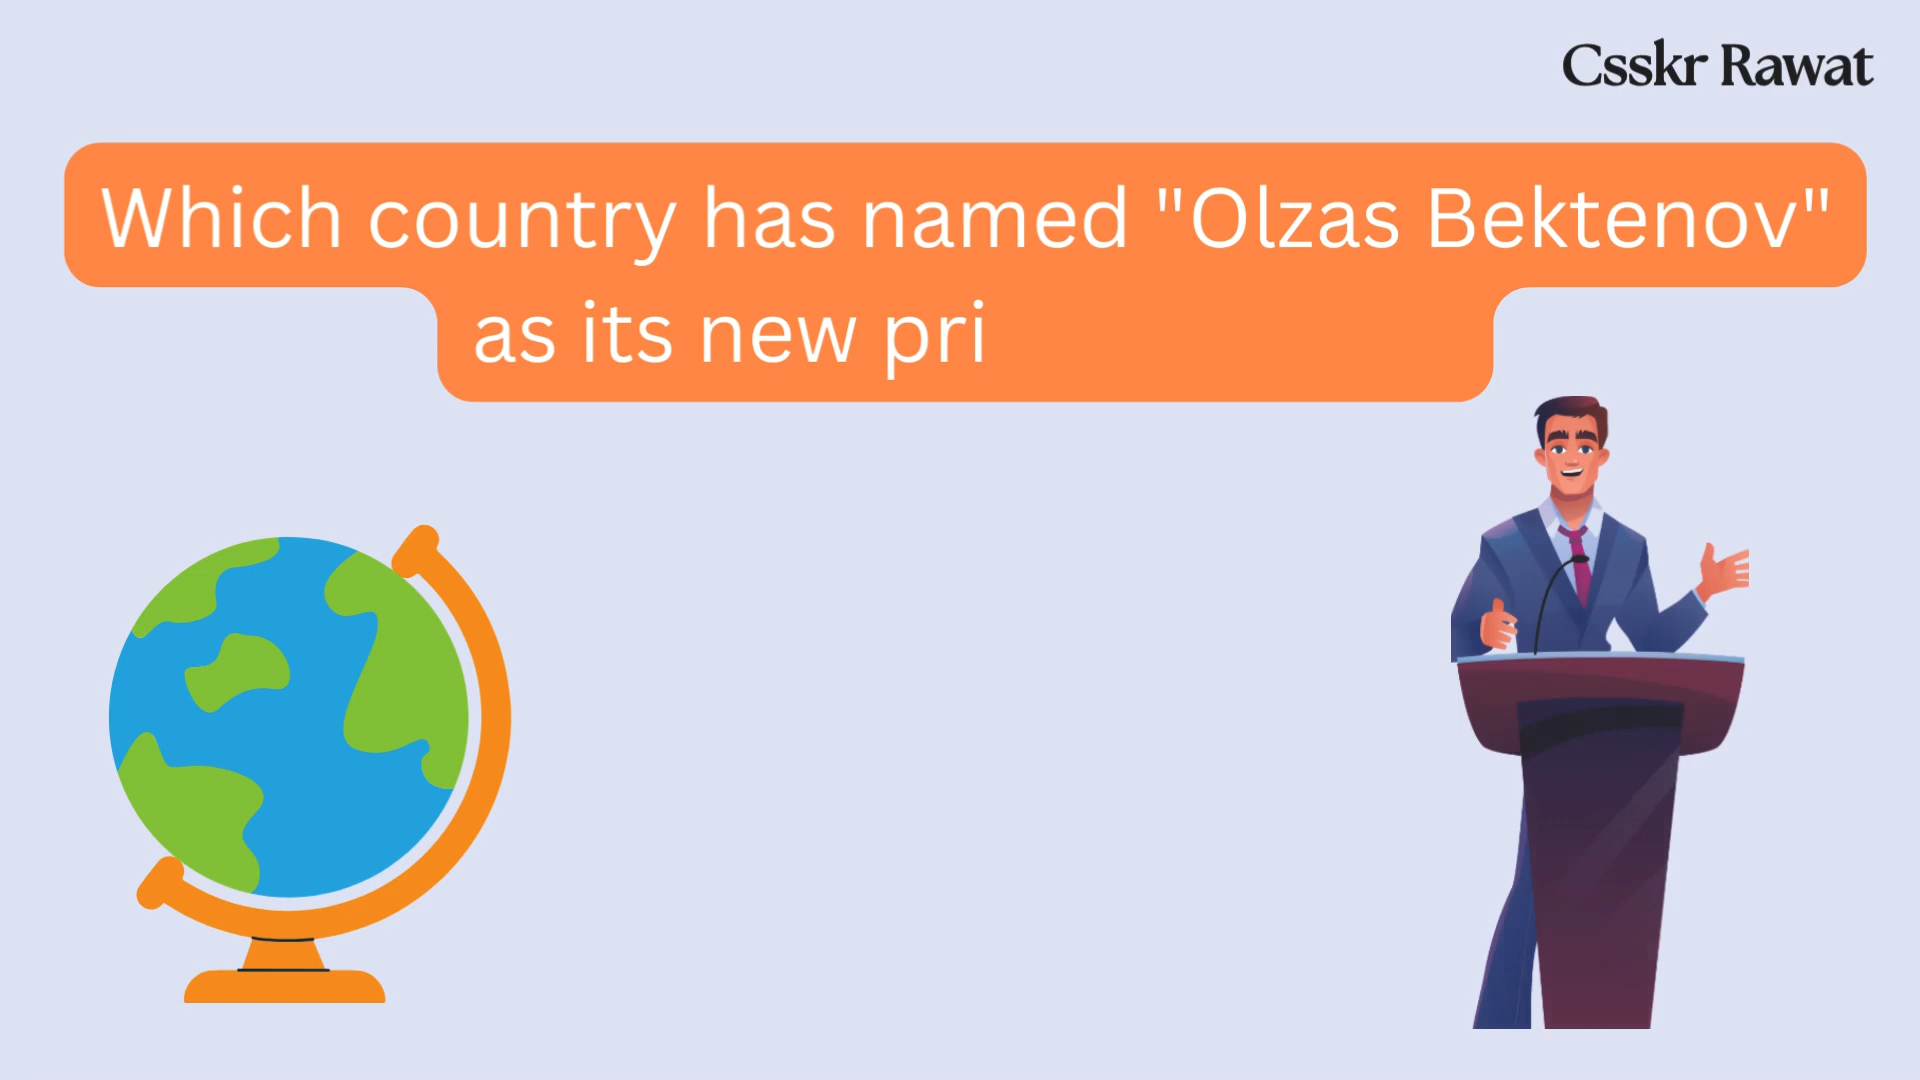 Csskr Rawat
Which country has named "Olzas Bektenov"
as its new pri